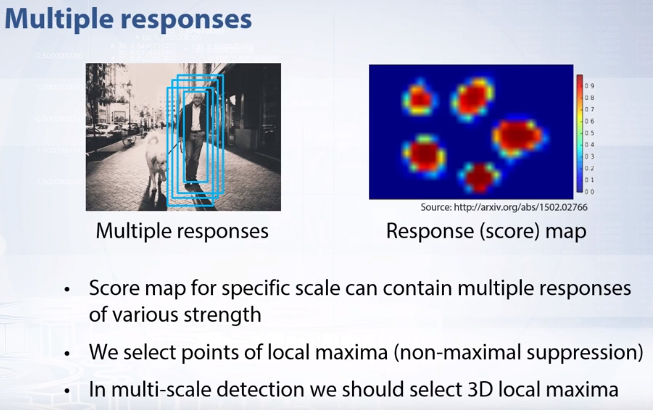 Multiple responses
0.9
0.8
0.7
0.6
0.5
0.4
0.3
0.2
0.1
0.0
Source: http://arxiv.org/abs/1502.02766
Multiple responses
Response (score) map
• Score map for specific scale can contain multiple responses
of various strength
• We select points of local maxima (non-maximal suppression)
• In multi-scale detection we should select 3D local maxima